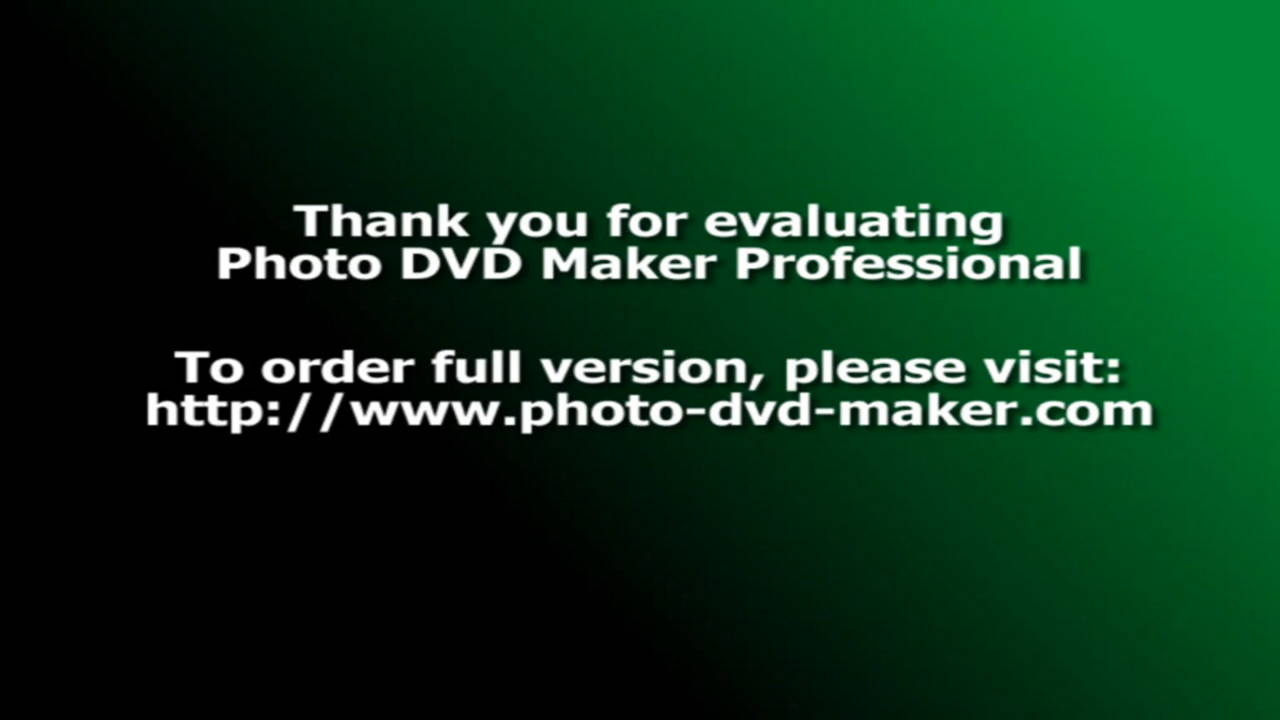 Thank you for evaluating
Photo DVD Maker Professional
To order full version, please visit:
http://www.photo-dvd-maker.com